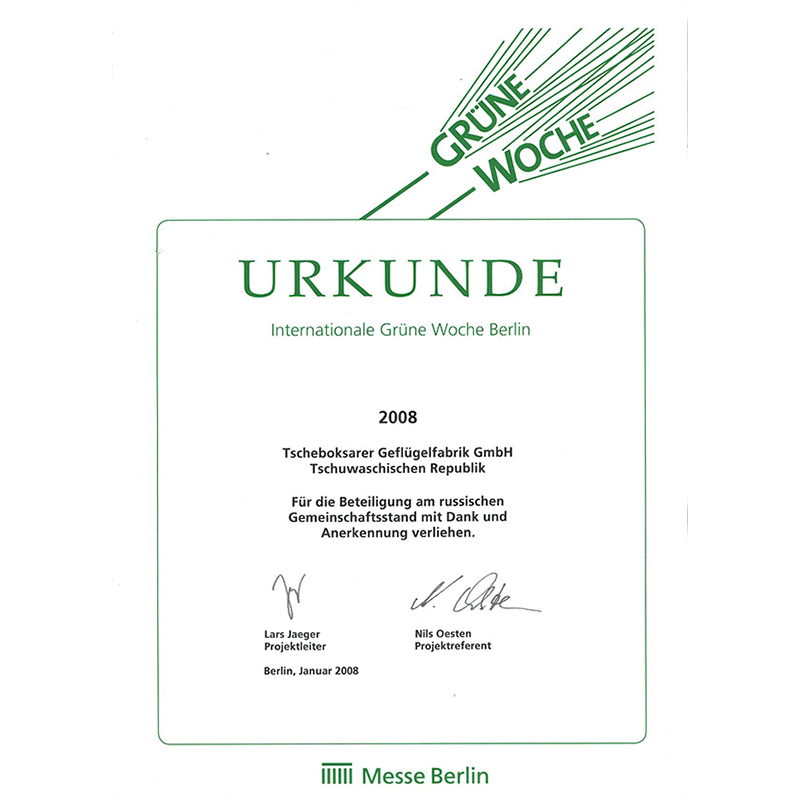 GRÜNE
WOCHE
URKUNDE
Internationale Grüne Woche Berlin
2008
Tscheboksarer Geflügelfabrik GmbH
Tschuwaschischen Republik
Für die Beteiligung am russischen
Gemeinschaftsstand mit Dank und
Anerkennung verliehen.
N. Oesten
Lars Jaeger
Projektleiter
Nils Oesten
Projektreferent
Berlin, Januar 2008
Messe Berlin